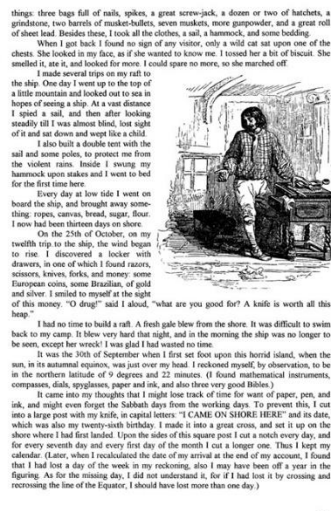 things: three bags full of nails, spikes, a great screw-jack, a dozen or two of hatchets, a
grindstone, two barrels of musket-bullets, seven muskets, more gunpowder, and a great roll
of sheet lead. Besides these, I took all the clothes, a sail, a hammock, and some bedding.
When I got back I found no sign of any visitor, only a wild cat sat upon one of the
chests. She looked in my face, as if she wanted to know me. I tossed her a bit of biscuit. She
smelled it, ate it, and looked for more. I could spare no more, so she marched off.
I made several trips on my raft to
the ship. One day I went up to the top of
a little mountain and looked out to sea in
hopes of seeing a ship. At a vast distance
I spied a sail, and then after looking
steadily till I was almost blind, lost sight
of it and sat down and wept like a child.
I also built a double tent with the
sail and some poles, to protect me from
the violent rains. Inside I swung my
hammock upon stakes and I went to bed
for the first time here.
Every day at low tide I went on
board the ship, and brought away some-
thing: ropes, canvas, bread, sugar, flour.
I now had been thirteen days on shore.
On the 25th of October, on my
twelfth trip to the ship, the wind began
to rise. I discovered a locker with
drawers, in one of which I found razors,
scissors, knives, forks, and money: some
European coins, some Brazilian, of gold
and silver. I smiled to myself at the sight
of this money. "O drug!" said I aloud, "what are you good for? A knife is worth all this
heap."
I had no time to build a raft. A fresh gale blew from the shore. It was difficult to swim
back to my camp. It blew very hard that night, and in the morning the ship was no longer to
be seen, except her wreck! I was glad I had wasted no time.
It was the 30th of September when I first set foot upon this horrid island, when the
sun, in its autumnal equinox, was just over my head. I reckoned myself, by observation, to be
in the northern latitude of 9 degrees and 22 minutes. (I found mathematical instruments,
compasses, dials, spyglasses, paper and ink, and also three very good Bibles.)
It came into my thoughts that I might lose track of time for want of paper, pen, and
ink, and might even forget the Sabbath days from the working days. To prevent this, I cut
into a large post with my knife, in capital letters: "I CAME ON SHORE HERE" and its date,
which was also my twenty-sixth birthday. I made it into a great cross, and set it up on the
shore where I had first landed. Upon the sides of this square post I cut a notch every day, and
for every seventh day and every first day of the month I cut a longer one. Thus I kept my
calendar. (Later, when I recalculated the date of my arrival at the end of my account, I found
that I had lost a day of the week in my reckoning, also I may have been off a year in the
figuring. As for the missing day, I did not understand it, for if I had lost it by crossing and
recrossing the line of the Equator, I should have lost more than one day.)